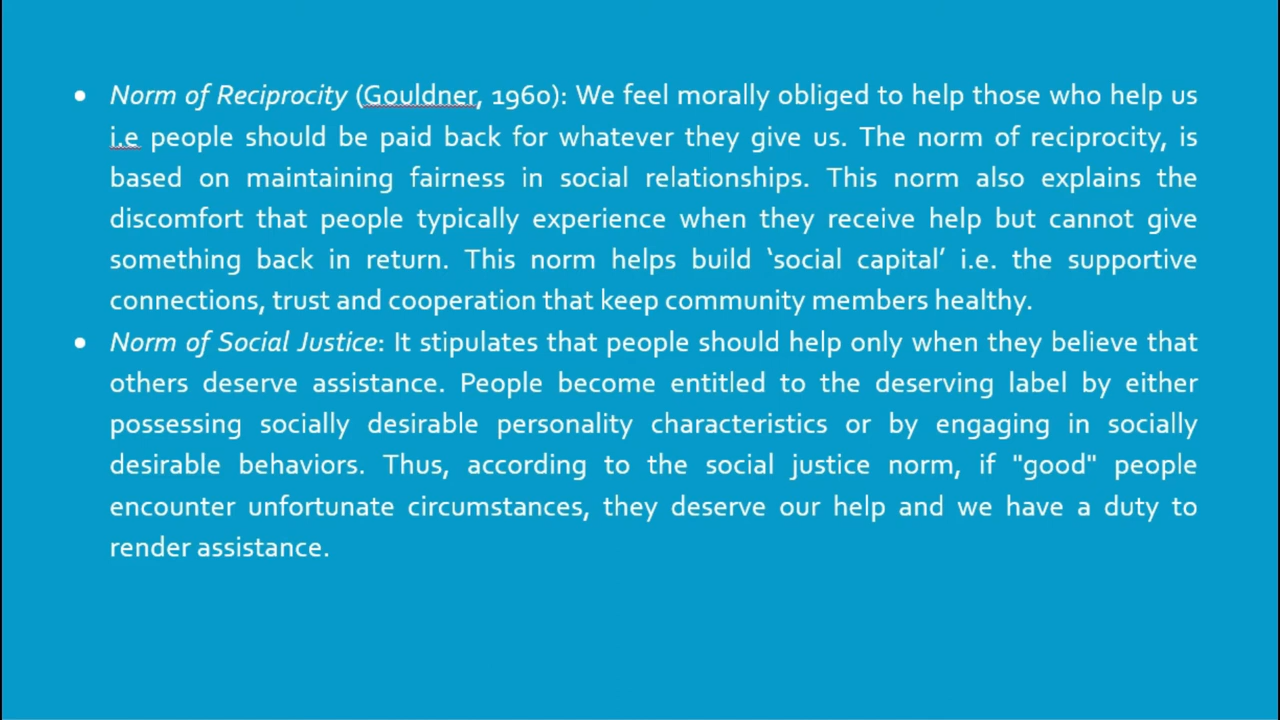 • Norm of Reciprocity (Gouldner, 1960): We feel morally obliged to help those who help us
i.e people should be paid back for whatever they give us. The norm of reciprocity, is
based on maintaining fairness in social relationships. This norm also explains the
discomfort that people typically experience when they receive help but cannot give
something back in return. This norm helps build ‘social capital’ i.e. the supportive
connections, trust and cooperation that keep community members healthy.
• Norm of Social Justice: It stipulates that people should help only when they believe that
others deserve assistance. People become entitled to the deserving label by either
possessing socially desirable personality characteristics or by engaging in socially
desirable behaviors. Thus, according to the social justice norm, if "good" people
encounter unfortunate circumstances, they deserve our help and we have a duty to
render assistance.